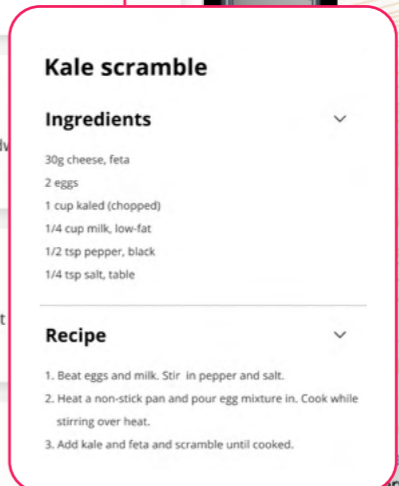 Kale scramble
Ingredients
30g cheese, feta
2 eggs
1 cup kaled (chopped)
1/4 cup milk, low-fat
1/2 tsp pepper, black
1/4 tsp salt, table
Recipe
1. Beat eggs and milk. Stir in pepper and salt.
2. Heat a non-stick pan and pour egg mixture in. Cook while
stirring over heat.
3. Add kale and feta and scramble until cooked.